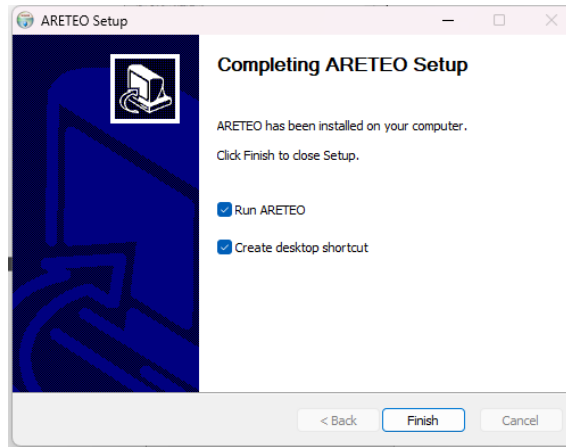 ARETEO Setup
Completing ARETEO Setup
ARETEO has been installed on your computer.
Click Finish to close Setup.
Run ARETEO
Create desktop shortcut
< Back
Finish
Cancel